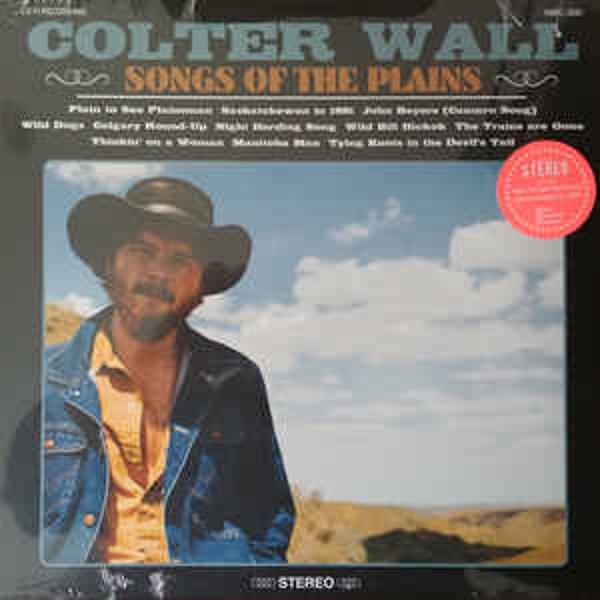 COLTER WALL
SONGS OF THE PLAINS
Plain to See Plainsman Saskatchewan in 1881 John Beyers (Camaro Song)
Wild Dogs Calgary Round-Up Night Herding Song Wild Bill Hickok The Trains are Gone
Thinkin' on a Woman Manitoba Man Tying Knots in the Devil's Tail
STEREO
STEREO